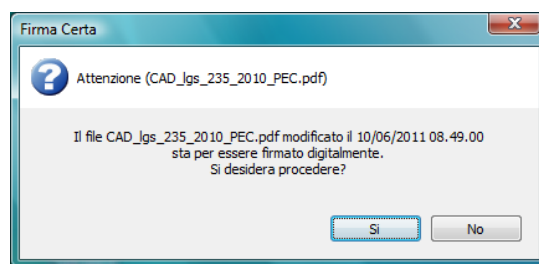 Firma Certa
Attenzione (CAD_lgs_235_2010_PEC.pdf)
Il file CAD_lgs_235_2010_PEC.pdf modificato il 10/06/2011 08.49.00
sta per essere firmato digitalmente.
Si desidera procedere?
Si
No